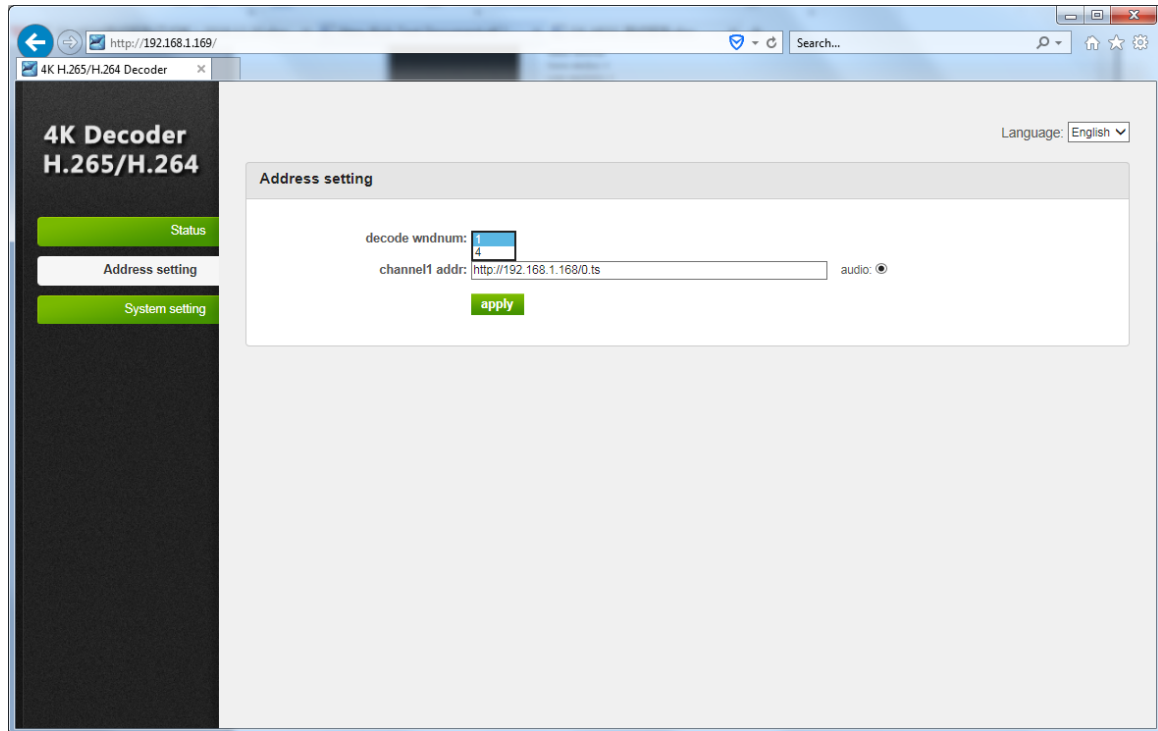 http://192.168.1.169/
Search...
4K H.265/H.264 Decoder
4K Decoder
H.265/H.264
Language: English
Address setting
Status
Address setting
System setting
decode wndnum: 1
4
channel1 addr: http://192.168.1.168/0.ts audio:
apply